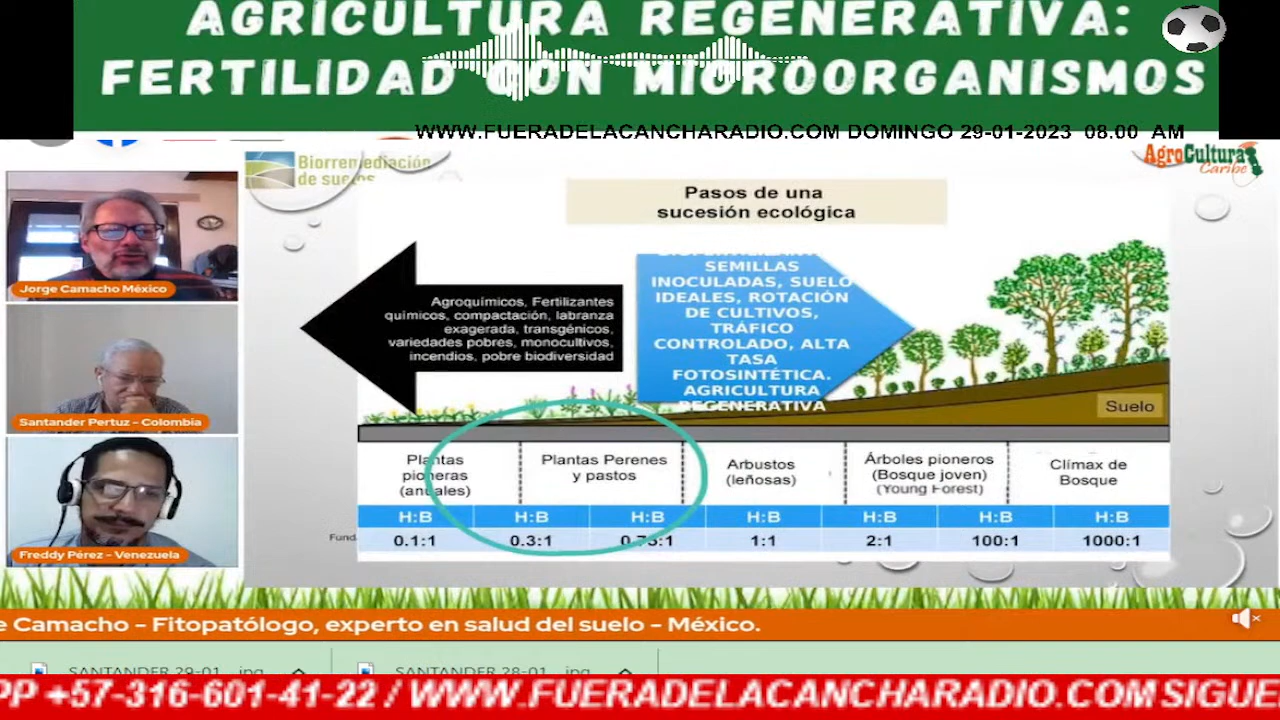 AGRICULTURA REGENERATIVA:
FERTILIDAD CON MICROORGANISMOS
WWW.FUERADELACANCHARADIO.COM DOMINGO 29-01-2023 08.00 AM
Biorremediación
de suelos
AgroCultura
Caribe
Pasos de una
sucesión ecológica
Jorge Camacho México
Santander Pertuz - Colombia
Freddy Pérez - Venezuela
Agroquímicos, Fertilizantes
químicos, compactación, labranza
exagerada, transgénicos,
variedades pobres, monocultivos,
incendios, pobre biodiversidad
SEMILLAS
INOCULADAS, SUELO
IDEALES, ROTACIÓN
DE CULTIVOS,
TRÁFICO
CONTROLADO, ALTA
TASA
FOTOSINTÉTICA.
AGRICULTURA
REGENERATIVA
Suelo
Plantas
pioneras
(anuales)
Plantas Perenes
y pastos
Arbustos
(leñosas)
Árboles pioneros
(Bosque joven)
(Young Forest)
Clímax de
Bosque
H:B H:B H:B H:B H:B H:B H:B
Fund
0.1:1 0.3:1 0.75:1 1:1 2:1 100:1 1000:1
e Camacho - Fitopatólogo, experto en salud del suelo - México.
SANTANDER 29-01 ...jpg
SANTANDER 28-01 ...jpg
PP +57-316-601-41-22 / WWW.FUERADELACANCHARADIO.COM SIGUE